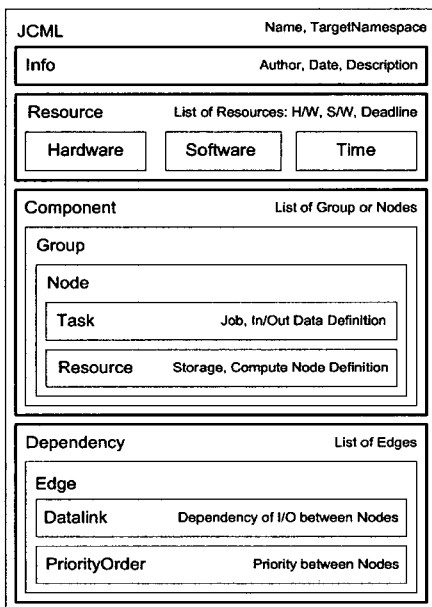 JCML Name, TargetNamespace
Info Author, Date, Description
Resource List of Resources: H/W, S/W, Deadline
Hardware Software Time
Component List of Group or Nodes
Group
Node
Task Job, In/Out Data Definition
Resource Storage, Compute Node Definition
Dependency List of Edges
Edge
Datalink Dependency of I/O between Nodes
PriorityOrder Priority between Nodes